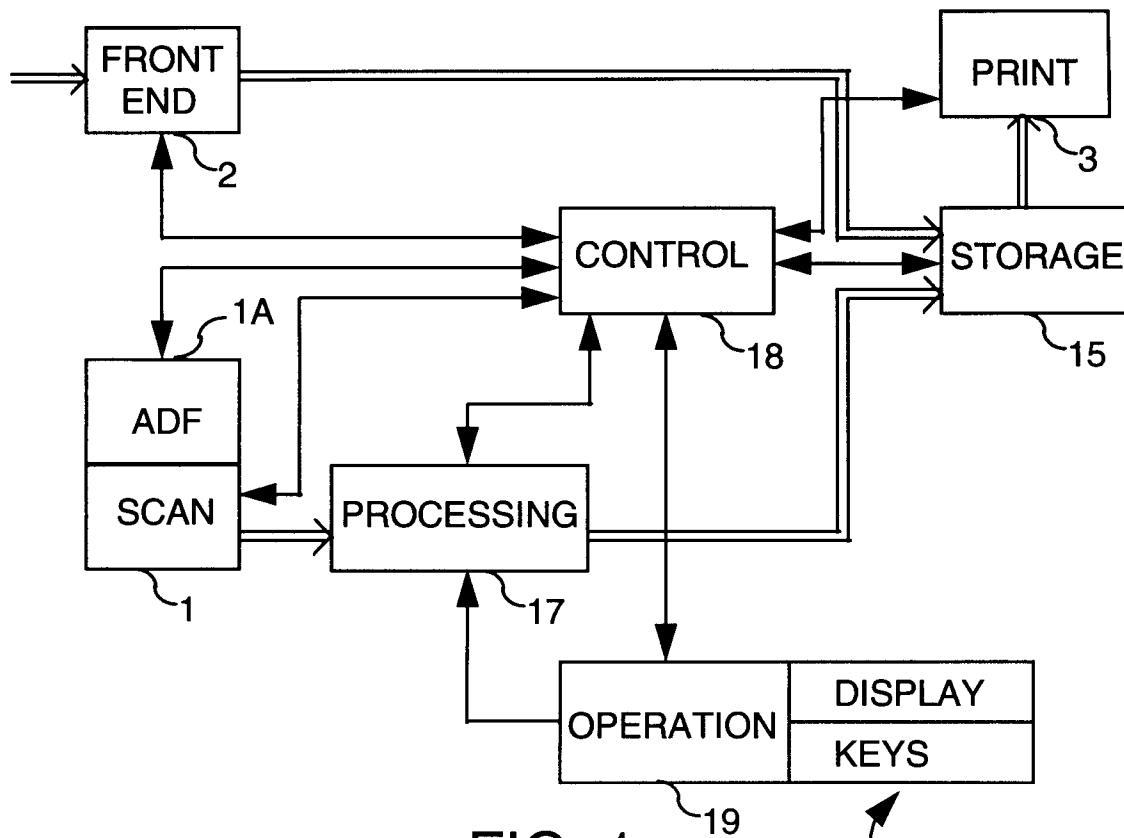 FRONT
END
2
PRINT
3
CONTROL
18
STORAGE
15
1A
ADF
SCAN
1
PROCESSING
17
OPERATION
DISPLAY
KEYS
19